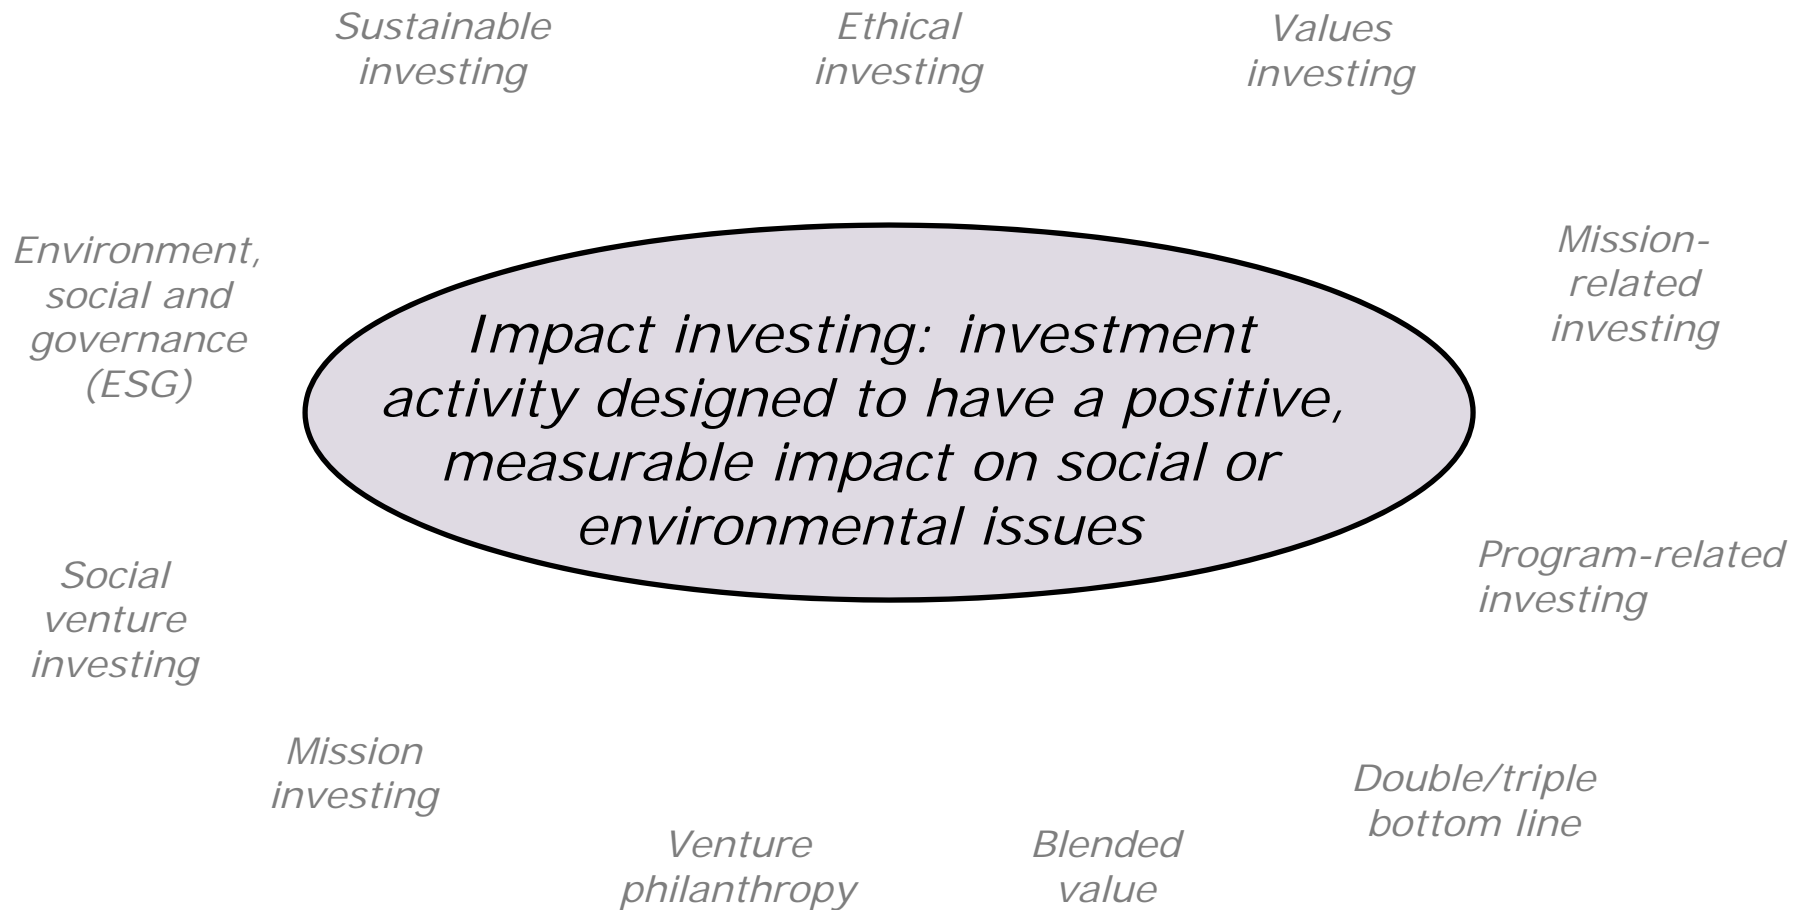 Sustainable
investing
Ethical
investing
Values
investing
Environment,
social and
governance
(ESG)
Mission-
related
investing
Impact investing: investment
activity designed to have a positive,
measurable impact on social or
environmental issues
Social
venture
investing
Program-related
investing
Mission
investing
Double/triple
bottom line
Venture
philanthropy
Blended
value